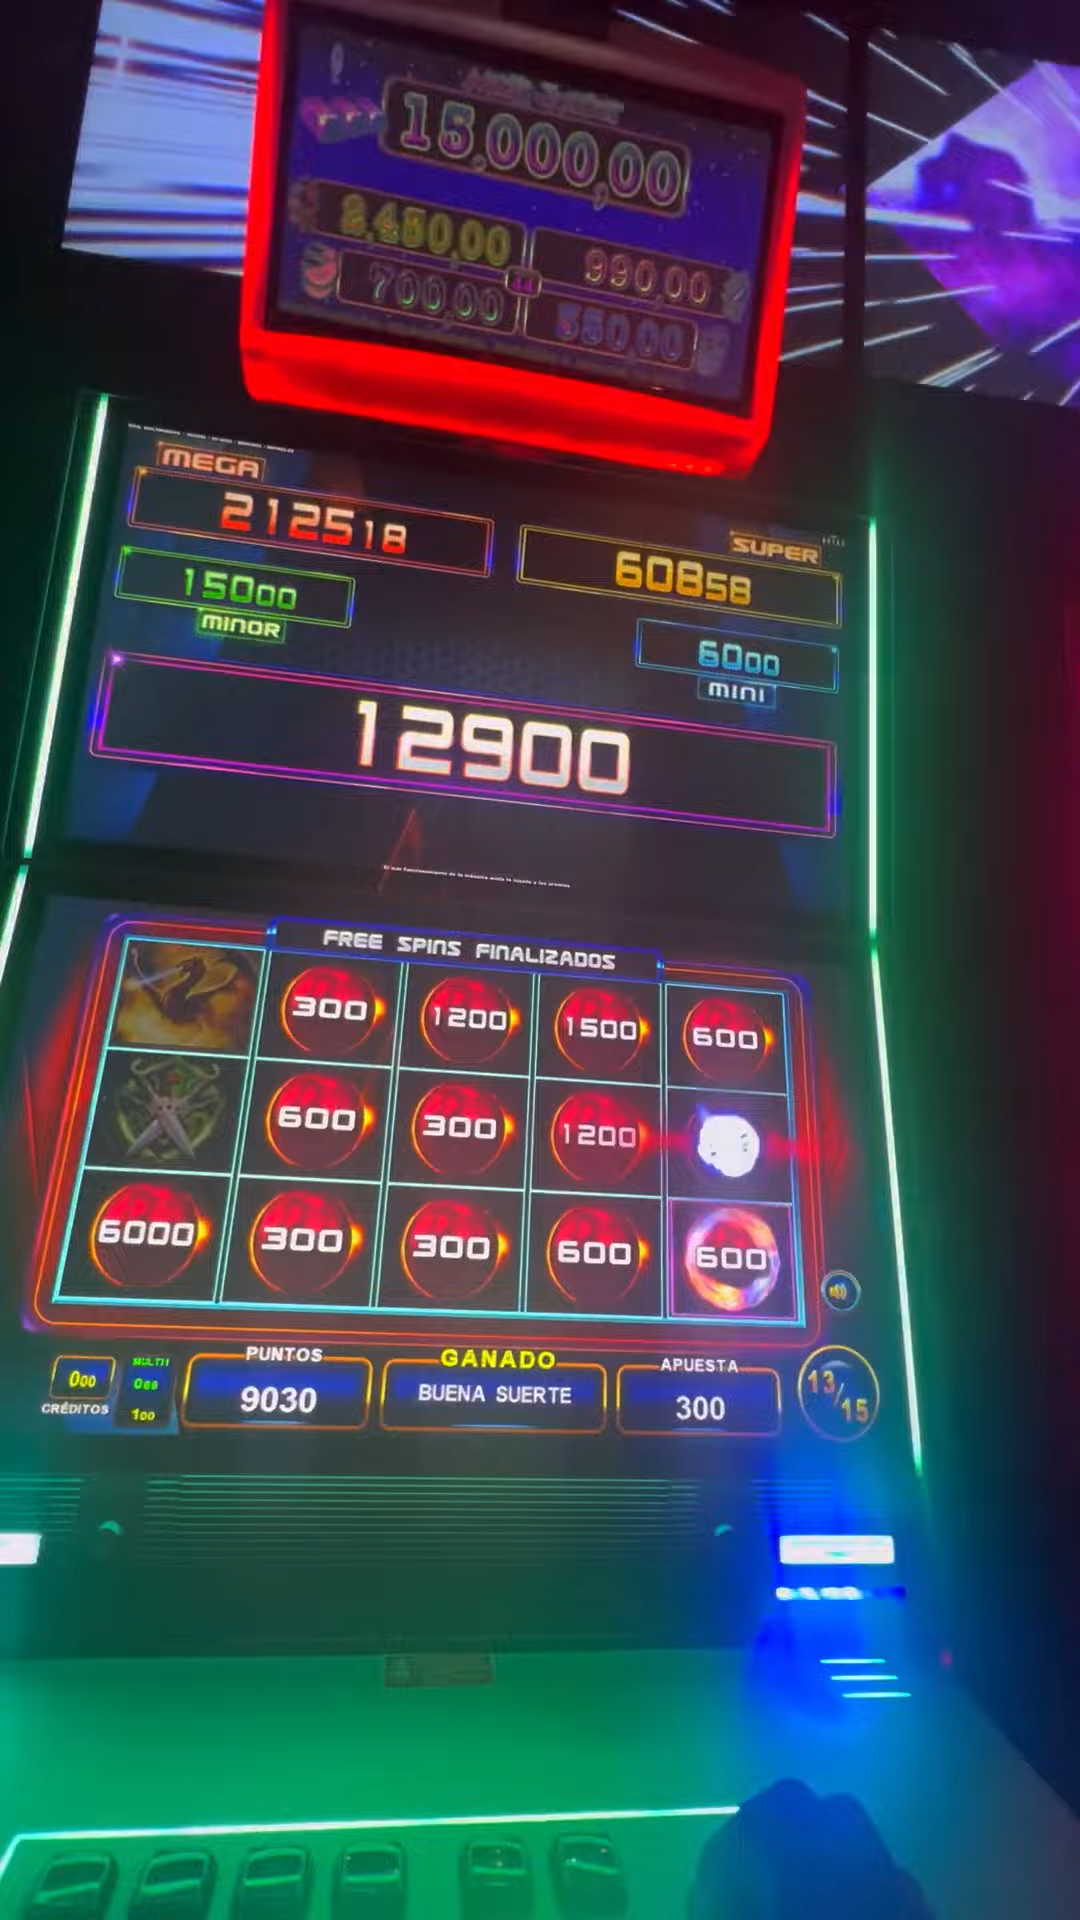 15,000,00
2,450,00
990,00
700,00
550,00
MEGA
212518
SUPER
60858
15000
MINOR
6000
MINI
12900
FREE SPINS FINALIZADOS
300 1200 1500 600
600 300 1200
6000 300 300 600 600
000
CRÉDITOS
MULTI1
000
100
PUNTOS
9030
GANADO
BUENA SUERTE
APUESTA
300
13/15